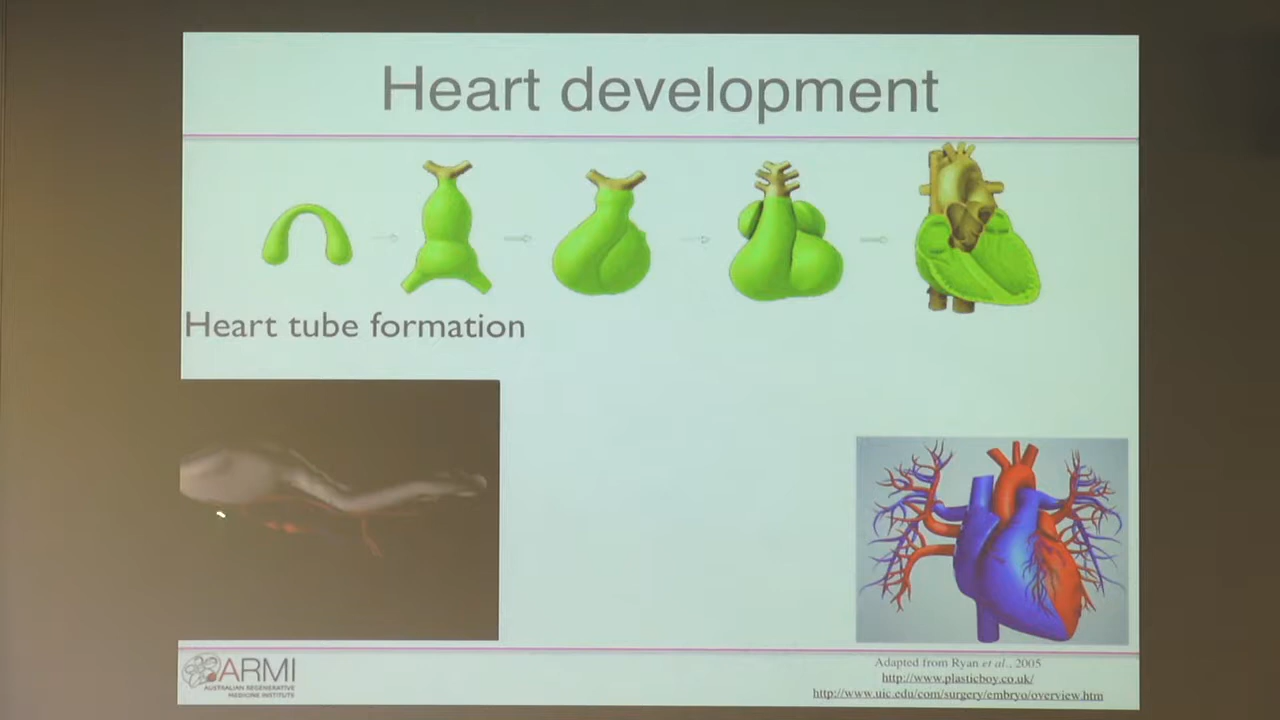 Heart development
Heart tube formation
ARMI
AUSTRALIAN REGENERATIVE
MEDICINE INSTITUTE
Adapted from Ryan et al., 2005
http://www.plasticboy.co.uk/
http://www.uic.edu/com/surgery/embryo/overview.htm